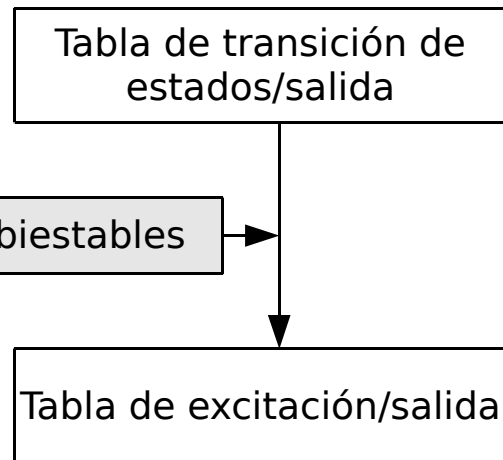 Tabla de transición de
estados/salida
biestables
Tabla de excitación/salida